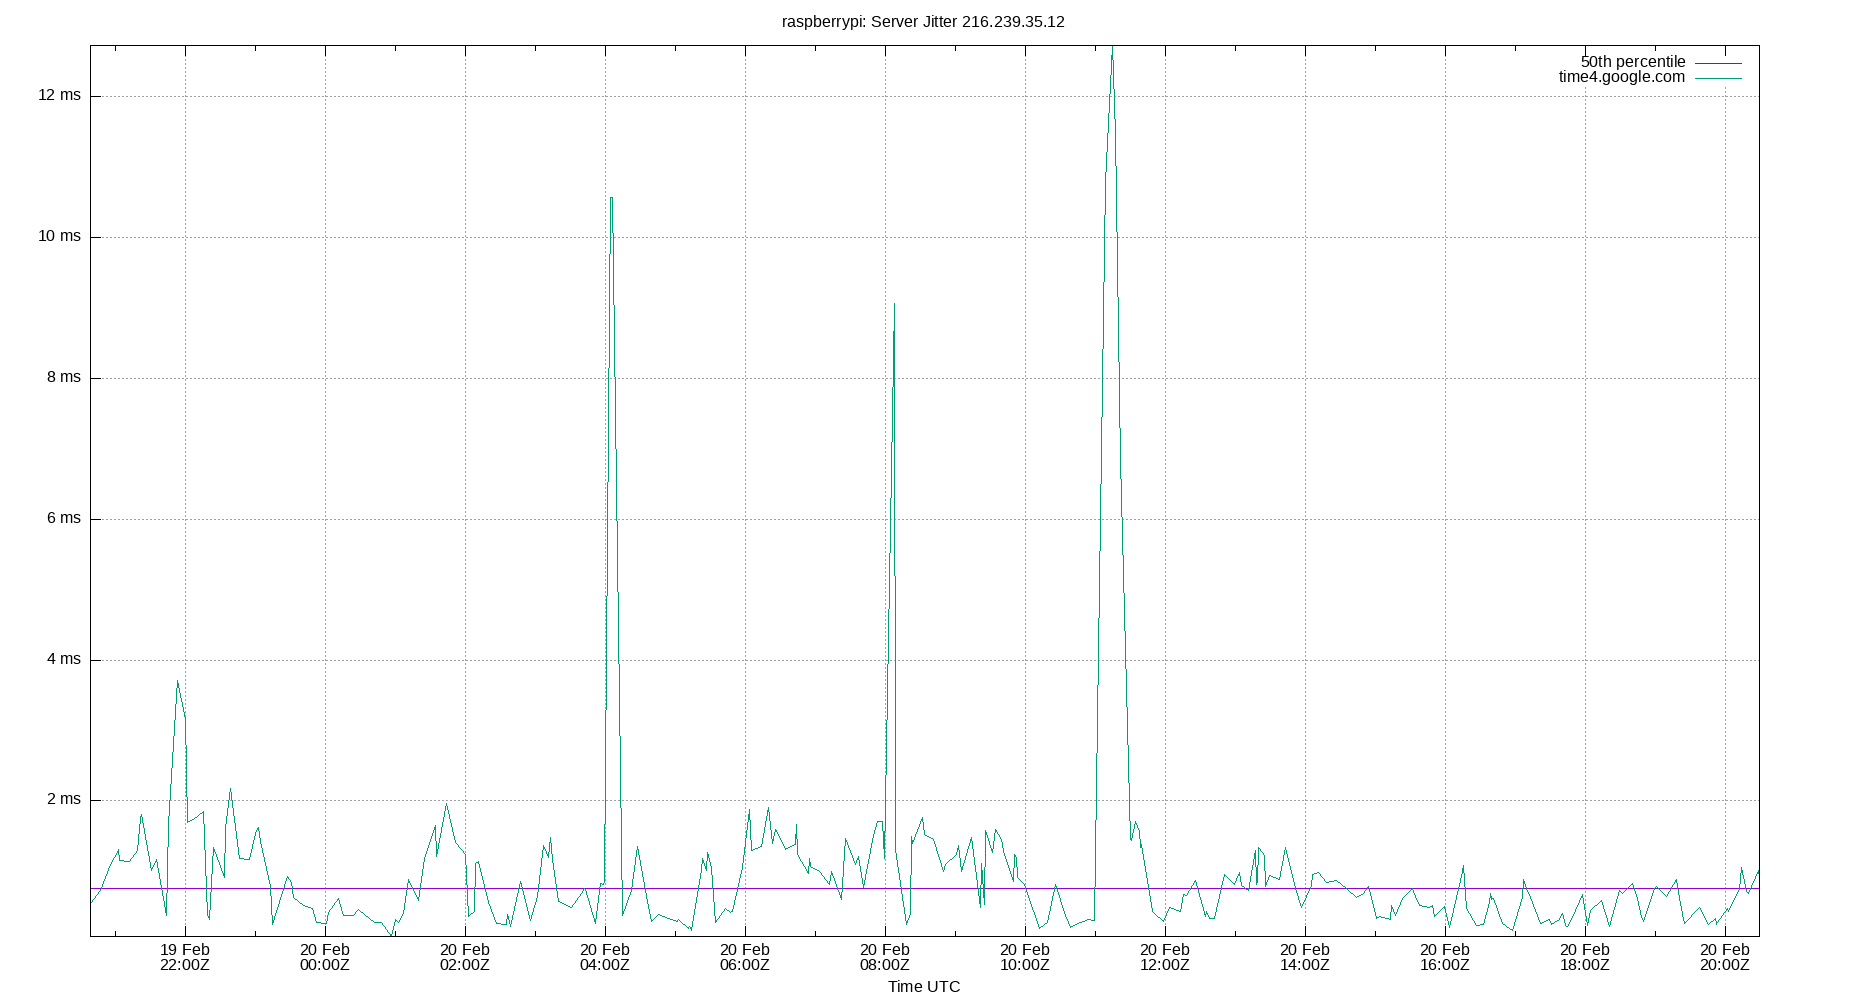 raspberrypi: Server Jitter 216.239.35.12
50th percentile
time4.google.com
12 ms
10 ms
8 ms
6 ms
4 ms
2 ms
19 Feb 20 Feb 20 Feb 20 Feb 20 Feb 20 Feb 20 Feb 20 Feb 20 Feb 20 Feb 20 Feb 20 Feb
22:00Z 00:00Z 02:00Z 04:00Z 06:00Z 08:00Z 10:00Z 12:00Z 14:00Z 16:00Z 18:00Z 20:00Z
Time UTC